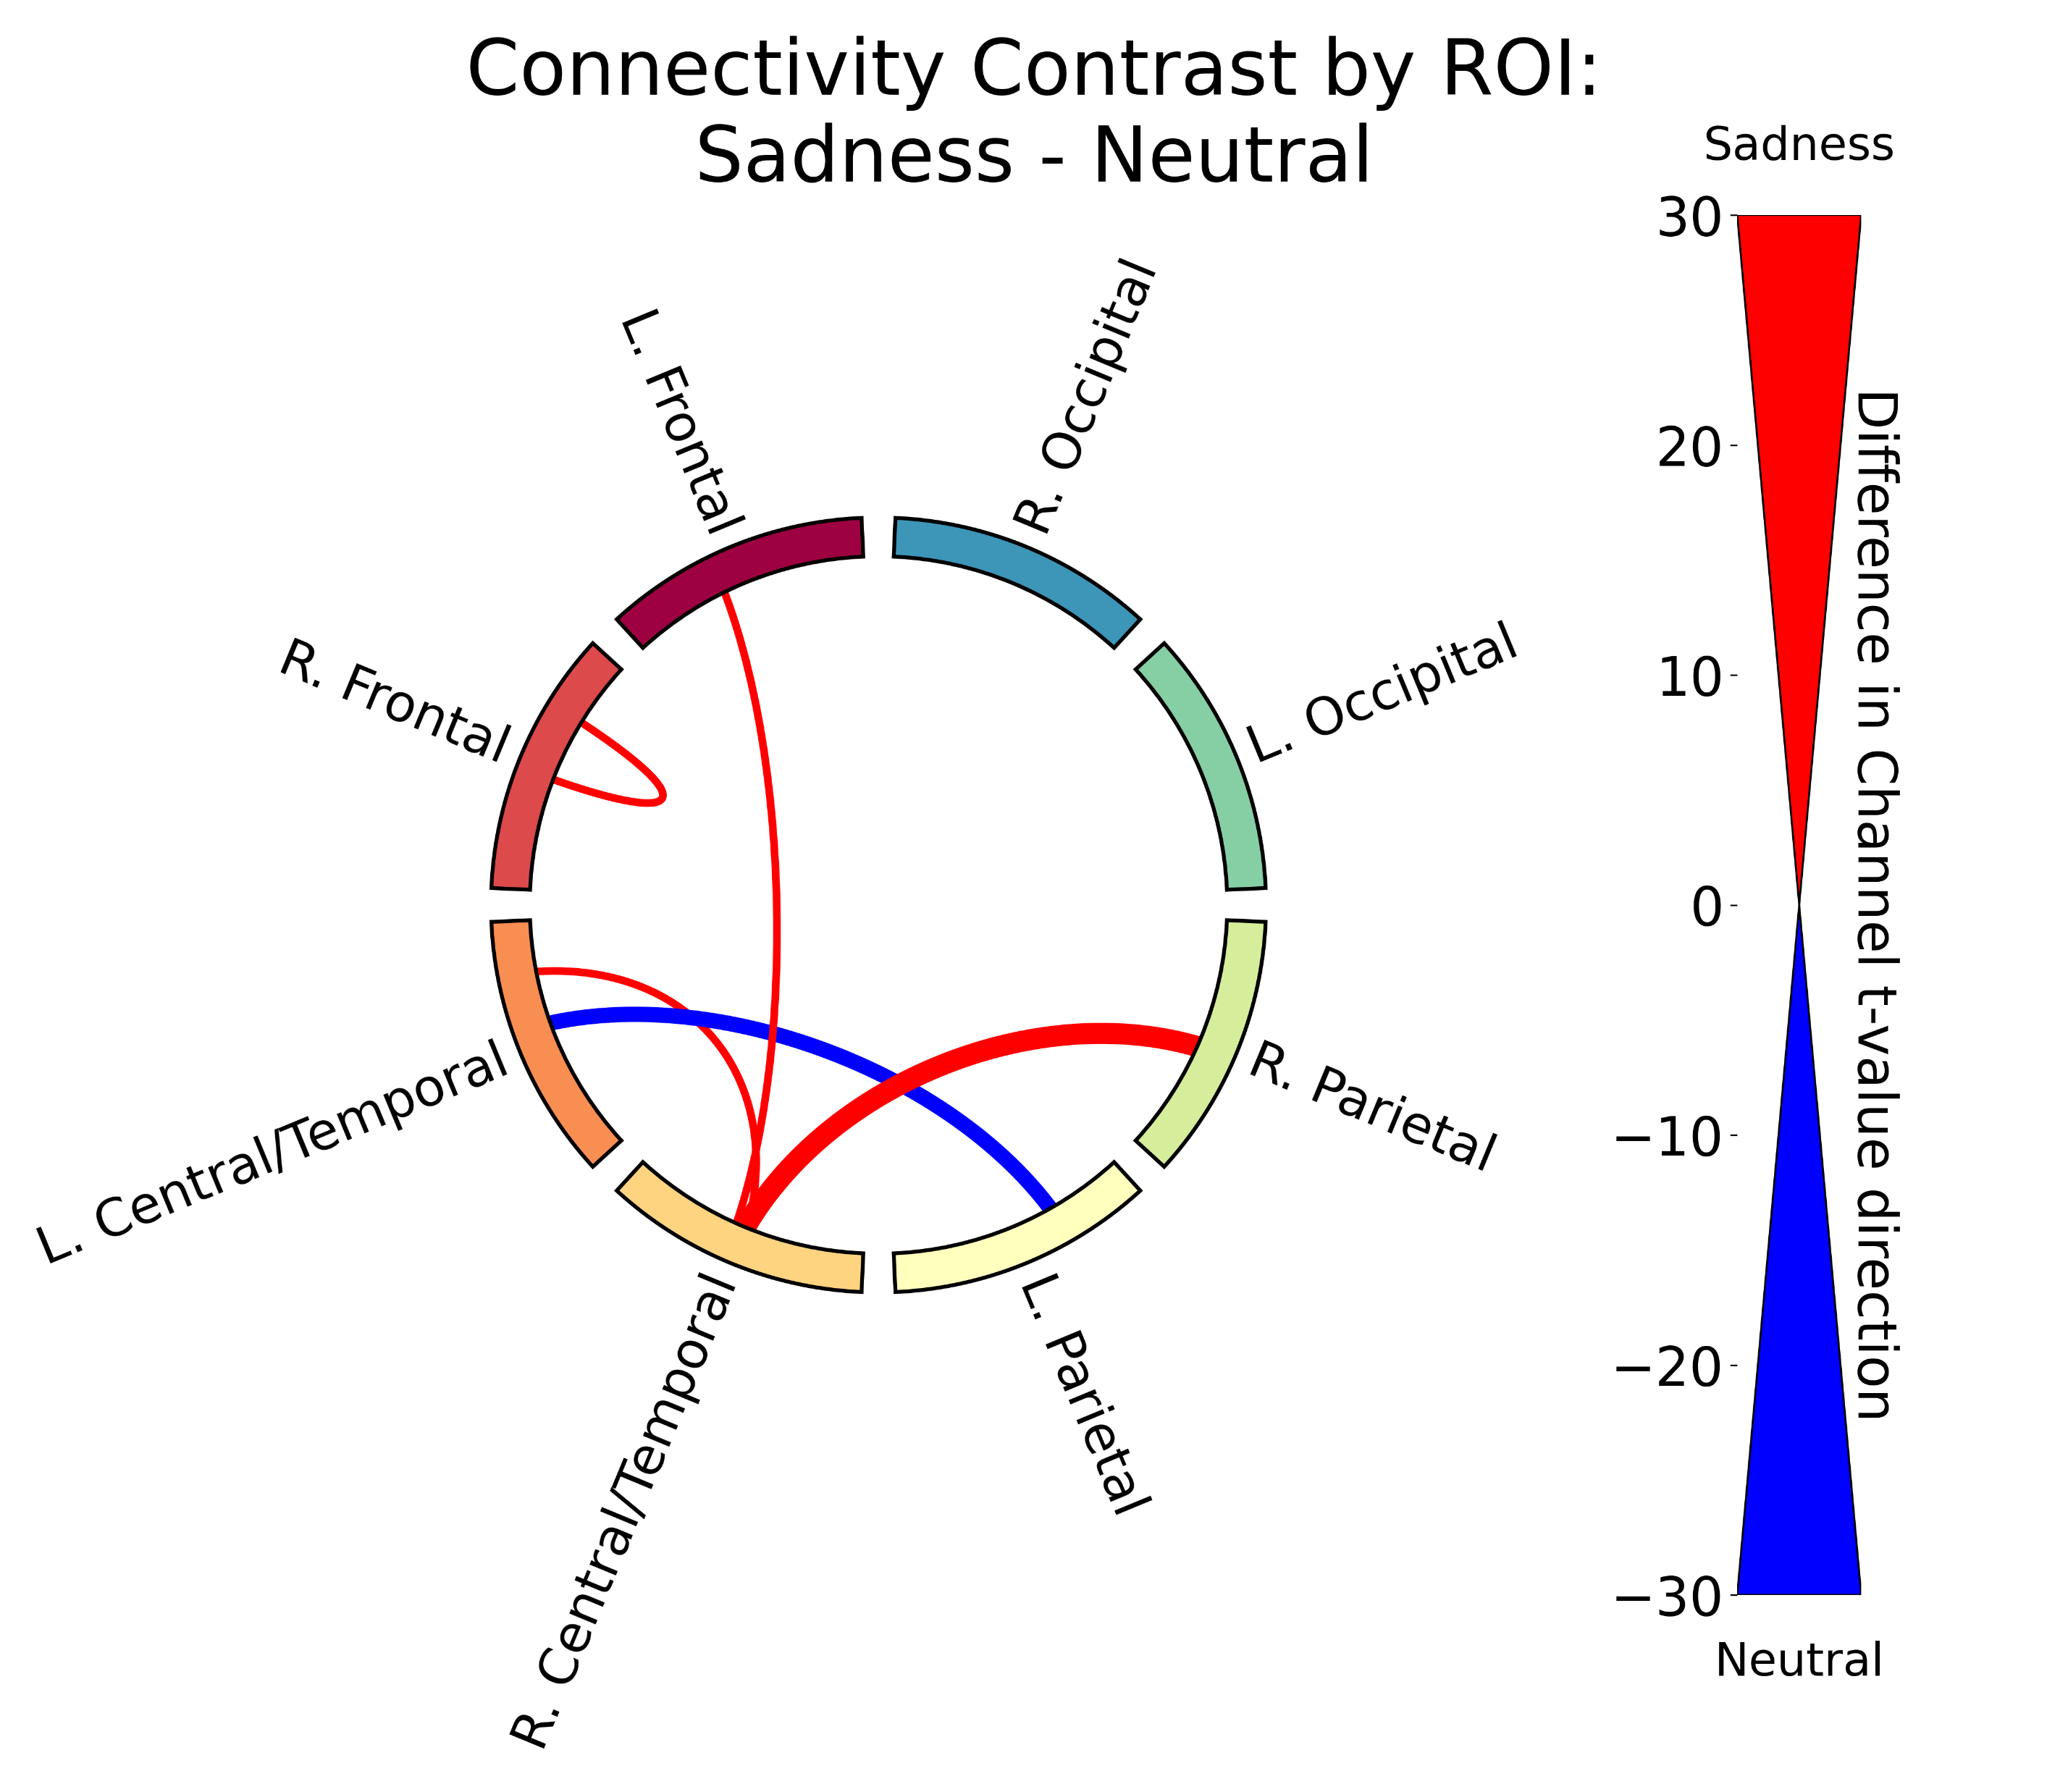 Connectivity Contrast by ROI:
Sadness - Neutral
L. Frontal
R. Occipital
R. Frontal
L. Occipital
L. Central/Temporal
R. Parietal
R. Central/Temporal
L. Parietal
Sadness
30
20
10
0
−10
−20
−30
Neutral
Difference in Channel t-value direction